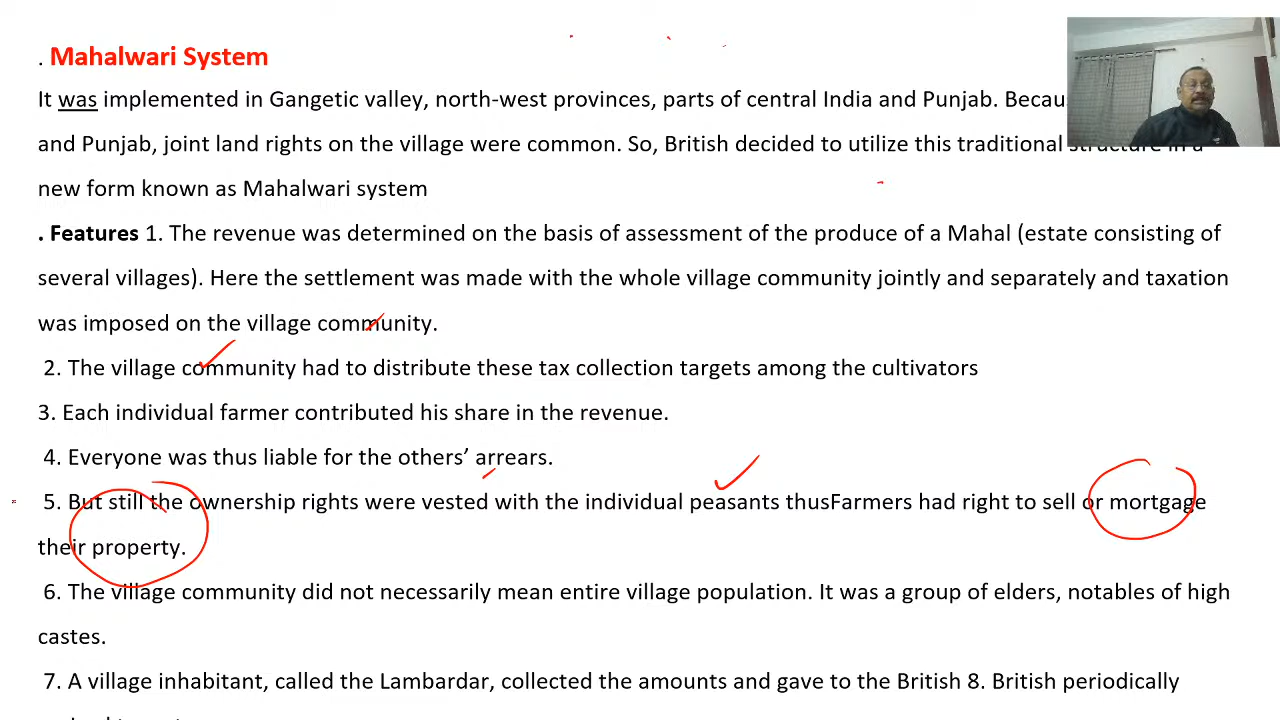 . Mahalwari System
It was implemented in Gangetic valley, north-west provinces, parts of central India and Punjab.
and Punjab, joint land rights on the village were common. So, British decided to utilize this traditional structure in a
new form known as Mahalwari system
. Features 1. The revenue was determined on the basis of assessment of the produce of a Mahal (estate consisting of
several villages). Here the settlement was made with the whole village community jointly and separately and taxation
was imposed on the village community.
2. The village community had to distribute these tax collection targets among the cultivators
3. Each individual farmer contributed his share in the revenue.
4. Everyone was thus liable for the others’ arrears.
5. But still the ownership rights were vested with the individual peasants thusFarmers had right to sell or mortgage
their property.
6. The village community did not necessarily mean entire village population. It was a group of elders, notables of high
castes.
7. A village inhabitant, called the Lambardar, collected the amounts and gave to the British 8. British periodically